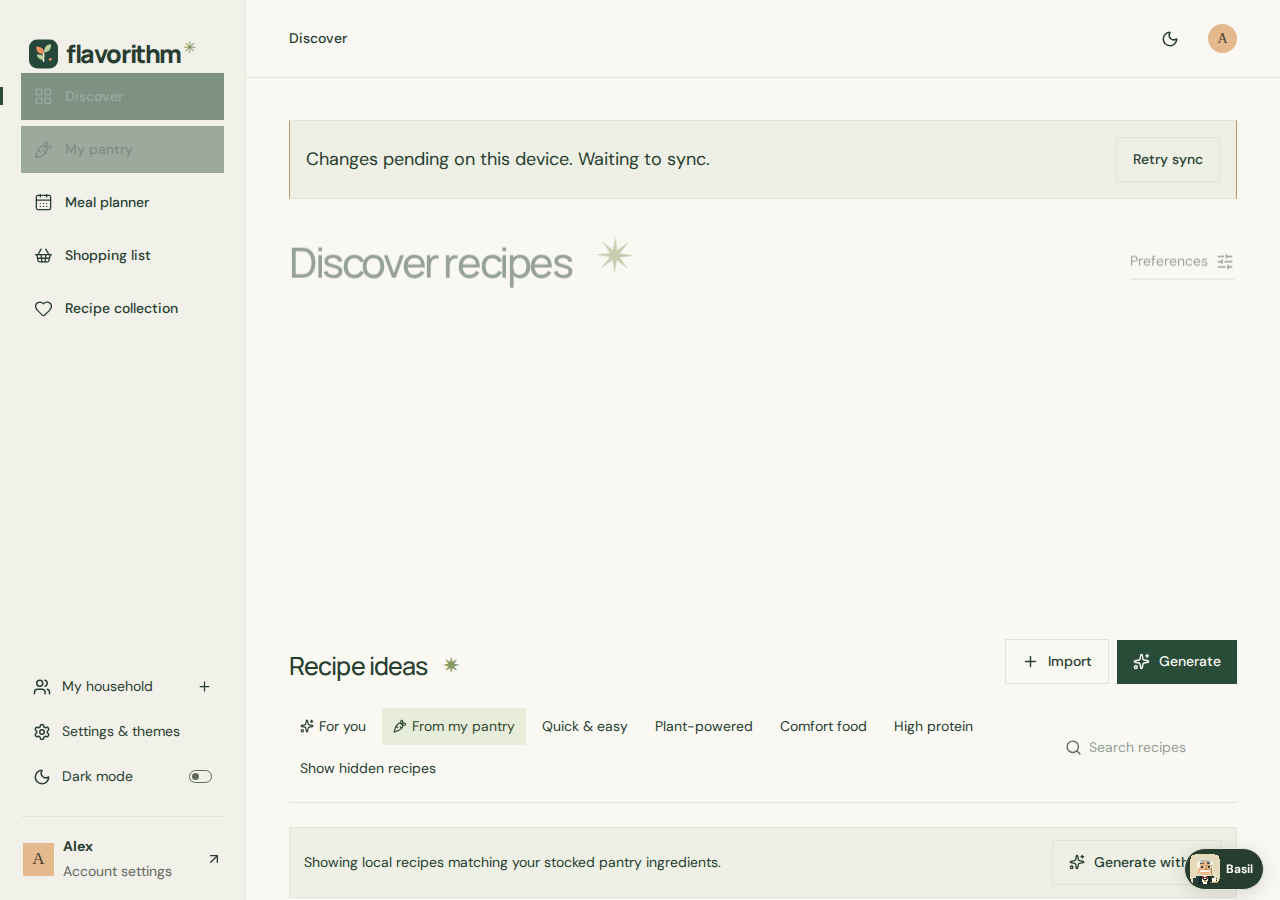 flavorithm
Discover
My pantry
Meal planner
Shopping list
Recipe collection
My household
Settings & themes
Dark mode
A
Alex
Account settings
Discover
A
Changes pending on this device. Waiting to sync.
Retry sync
Discover recipes
Preferences
Recipe ideas
Import
Generate
For you
From my pantry
Quick & easy
Plant-powered
Comfort food
High protein
Show hidden recipes
Search recipes
Showing local recipes matching your stocked pantry ingredients.
Generate with
Basil